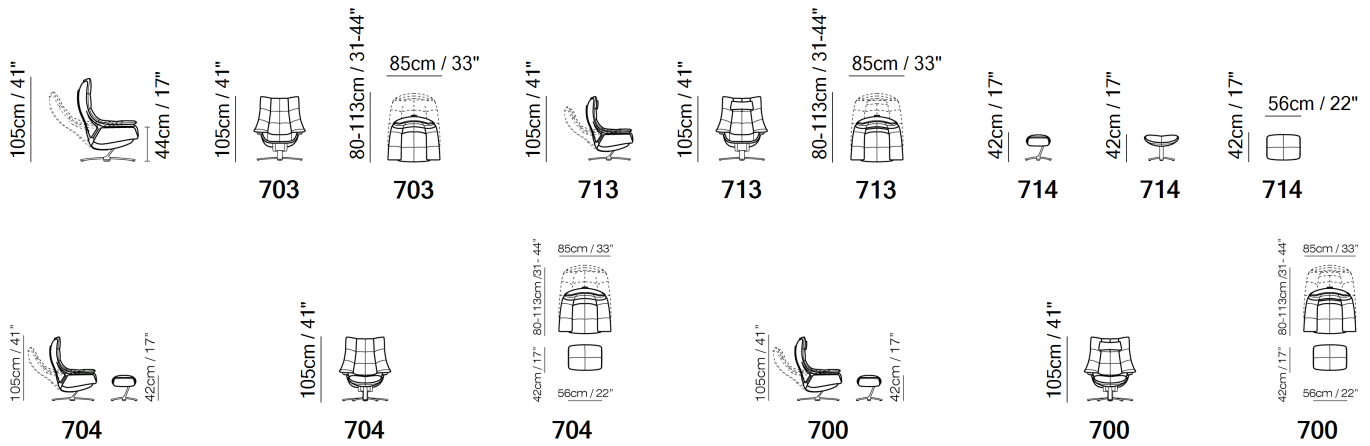 105cm / 41"
44cm / 17"
105cm / 41"
80-113cm / 31-44"
85cm / 33"
105cm / 41"
105cm / 41"
80-113cm / 31-44"
85cm / 33"
42cm / 17"
42cm / 17"
42cm / 17"
56cm / 22"
703
703
713
713
713
714
714
714
105cm / 41”
42cm / 17”
105cm / 41"
80-113cm /31- 44”
85cm / 33”
42cm / 17”
56cm / 22”
105cm / 41”
42cm / 17”
105cm / 41"
80-113cm /31- 44”
85cm / 33”
42cm / 17”
56cm / 22”
704
704
704
700
700
700